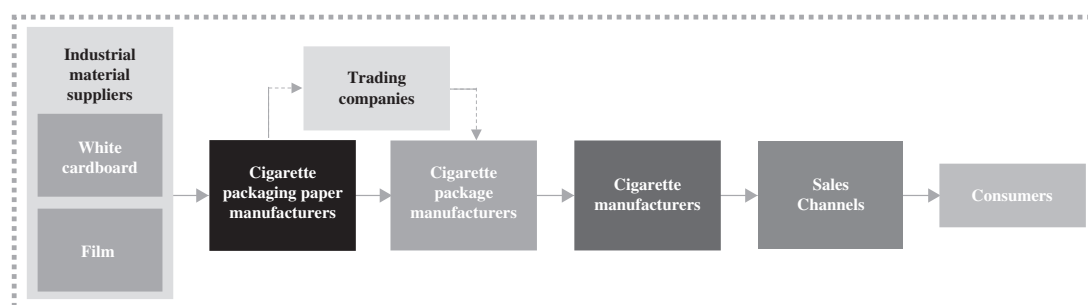 Industrial
material
suppliers
White
cardboard
Film
Trading
companies
Cigarette
packaging paper
manufacturers
Cigarette
package
manufacturers
Cigarette
manufacturers
Sales
Channels
Consumers